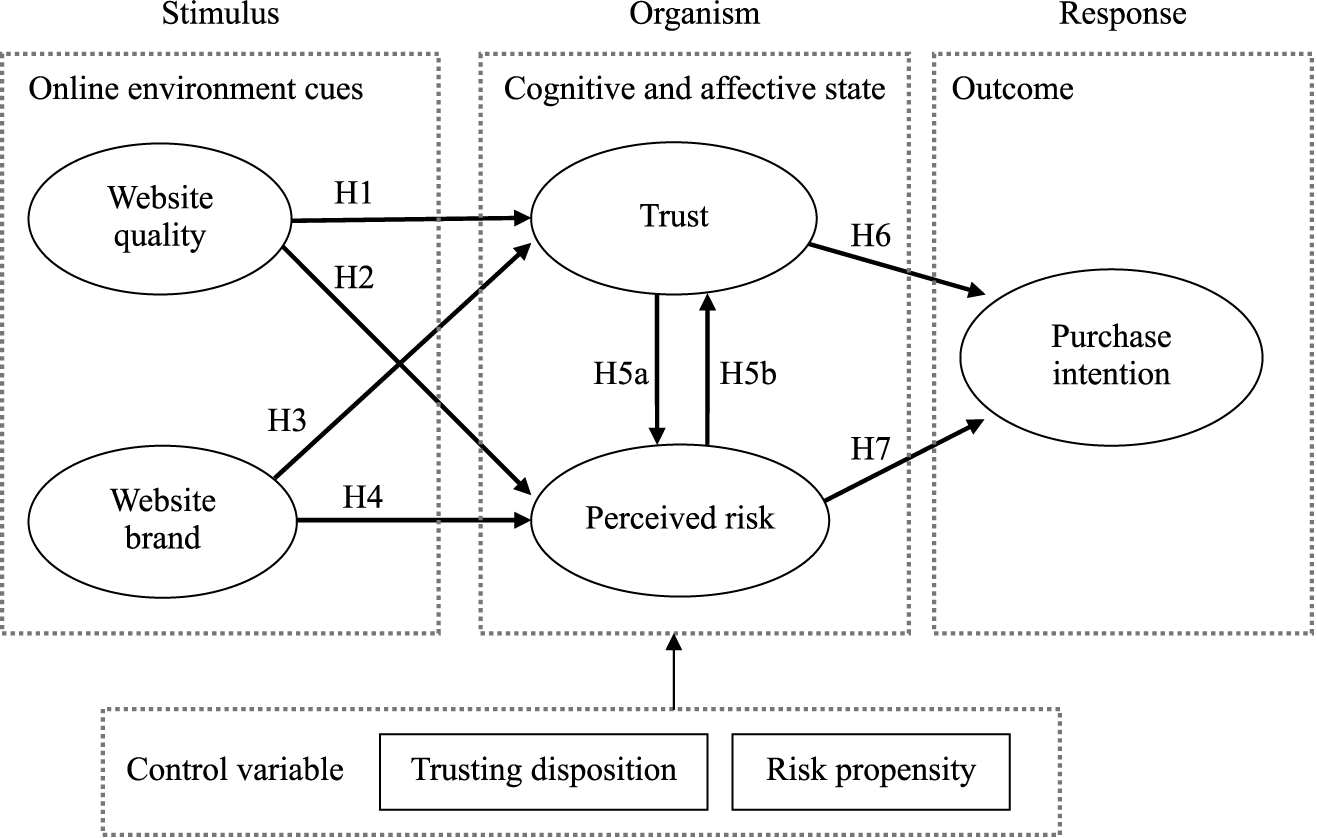 Stimulus
Organism
Response
Online environment cues
Cognitive and affective state
Outcome
Website
quality
H1
Trust
H6
H2
Purchase
intention
H5a
H5b
H3
H7
Website
brand
H4
Perceived risk
Control variable
Trusting disposition
Risk propensity